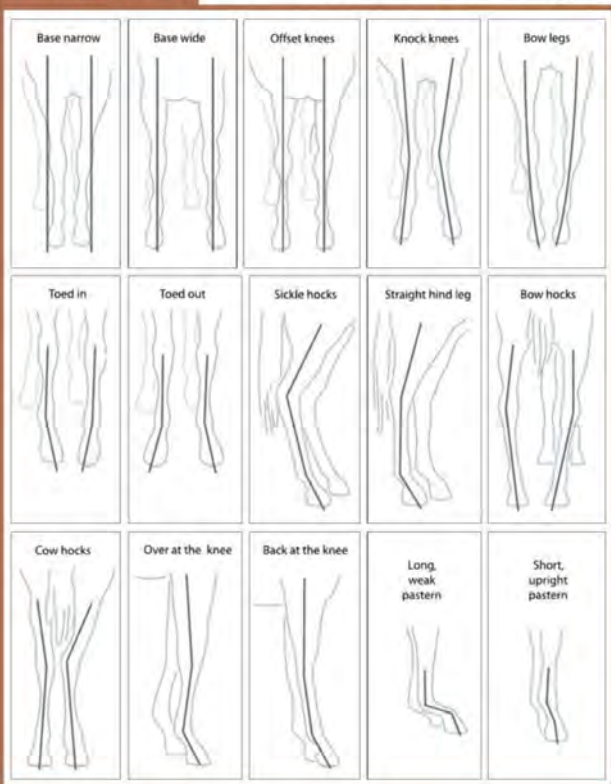 Base narrow
Base wide
Offset knees
Knock knees
Bow legs
Toed in
Toed out
Sickle hocks
Straight hind leg
Bow hocks
Cow hocks
Over at the knee
Back at the knee
Long,
weak
pastern
Short,
upright
pastern